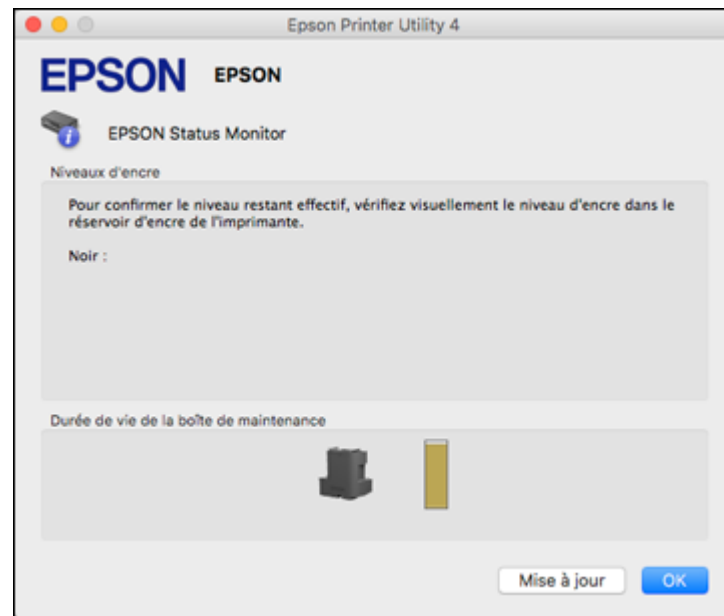 Epson Printer Utility 4
EPSON EPSON
EPSON Status Monitor
Niveaux d'encre
Pour confirmer le niveau restant effectif, vérifiez visuellement le niveau d'encre dans le
réservoir d'encre de l'imprimante.
Noir :
Durée de vie de la boîte de maintenance
Mise à jour OK